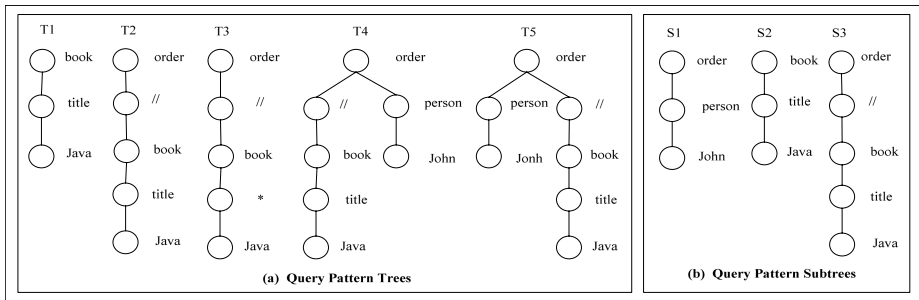 T1 T2 T3 T4 T5
book order order order order
title // // // person person //
Java book book book John Jonh book
title * title title
Java Java Java Java
(a) Query Pattern Trees
S1 S2 S3
order book order
person title //
John Java book
title
Java
(b) Query Pattern Subtrees